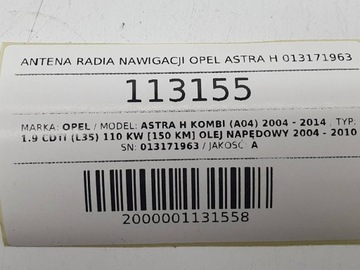 ANTENA RADIA NAWIGACJI OPEL ASTRA H 013171963
113155
MARKA: OPEL / MODEL: ASTRA H KOMBI (A04) 2004 - 2014 . TYP:
1.9 CDTI (L35) 110 KW [150 KM] OLEJ NAPĘDOWY 2004 - 2010
SN: 013171963 / JAKOŚĆ A
2000001131558